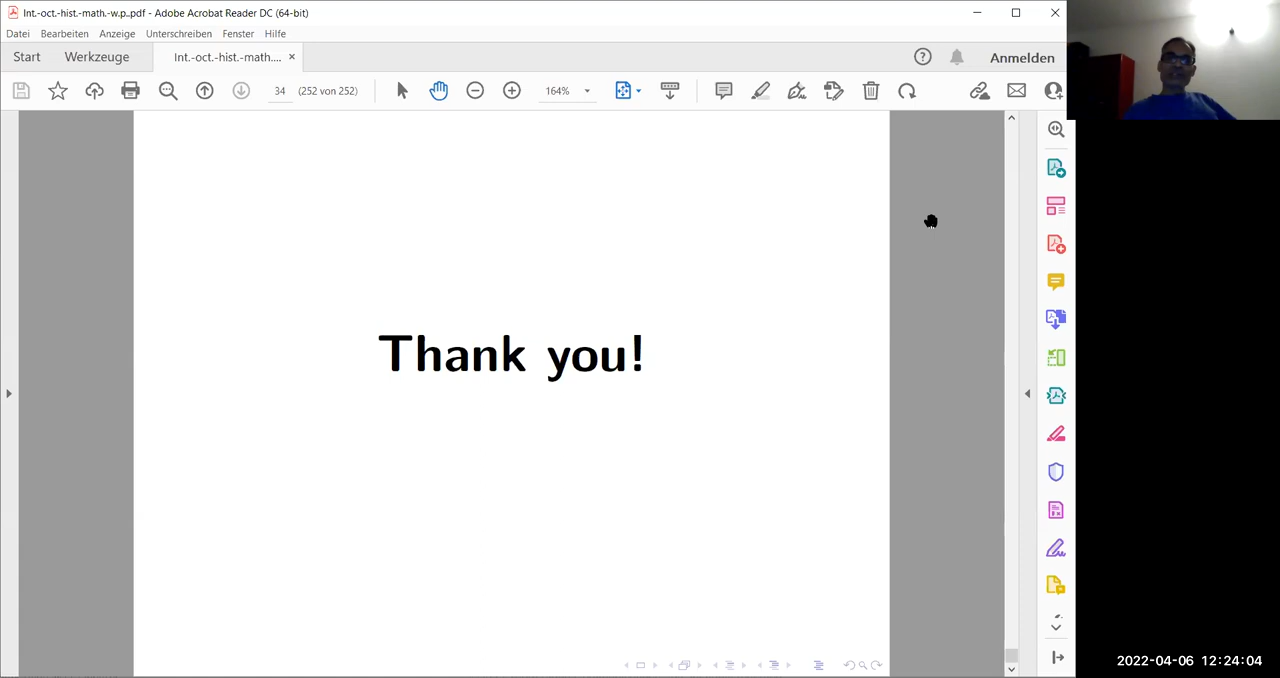 Int.-oct.-hist.-math.-w.p..pdf - Adobe Acrobat Reader DC (64-bit)
Datei Bearbeiten Anzeige Unterschreiben Fenster Hilfe
Start Werkzeuge Int.-oct.-hist.-math.... × Anmelden
34 (252 von 252) 164%
Thank you!
2022-04-06 12:24:04